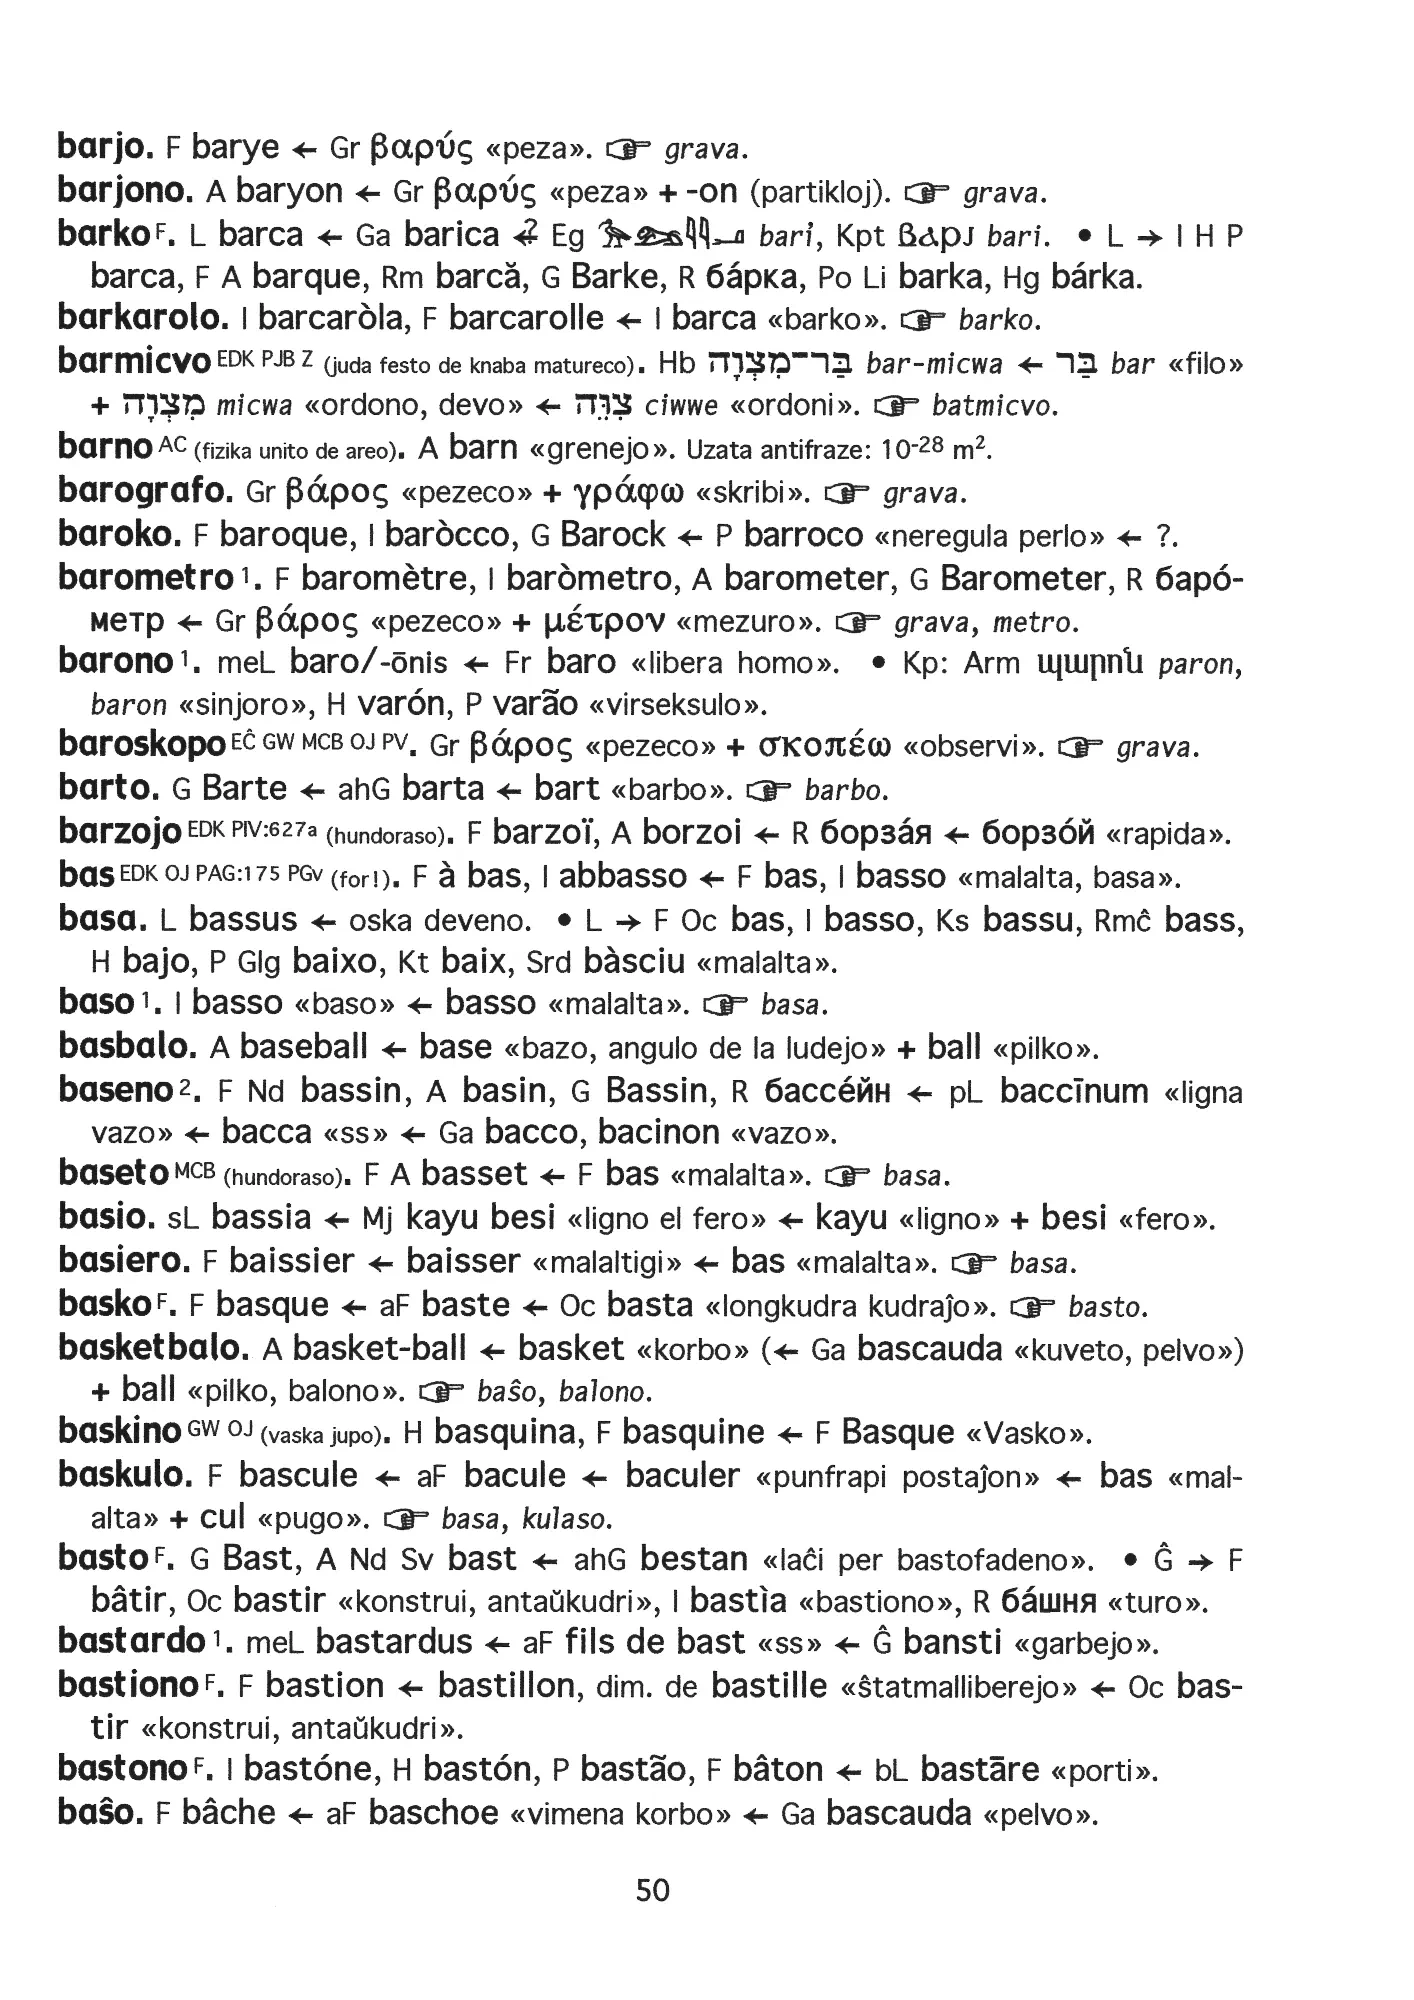 barjo. F barye ← Gr βαρύς «peza». ☞ grava.
barjono. A baryon ← Gr βαρύς «peza» + -on (partikloj). ☞ grava.
barko F. L barca ← Ga barica ←? Eg bari̓, Kpt ⲃⲁⲣⲓ bari. • L → I H P
barca, F A barque, Rm barcă, G Barke, R бáрка, Po Li barka, Hg bárka.
barkarolo. I barcaròla, F barcarolle ← I barca «barko». ☞ barko.
barmicvo EDK PJB Z (juda festo de knaba matureco). Hb בַּר־מִצְוָה bar-micwa ← בַּר bar «filo»
+ מִצְוָה micwa «ordono, devo» ← צִוֵּה ciwwe «ordoni». ☞ batmicvo.
barno AC (fizika unito de areo). A barn «grenejo». Uzata antifraze: 10⁻²⁸ m².
barografo. Gr βάρος «pezeco» + γράφω «skribi». ☞ grava.
baroko. F baroque, I baròcco, G Barock ← P barroco «neregula perlo» ← ?.
barometro 1. F baromètre, I baròmetro, A barometer, G Barometer, R барó-
метр ← Gr βάρος «pezeco» + μέτρον «mezuro». ☞ grava, metro.
barono 1. meL baro/-ōnis ← Fr baro «libera homo». • Kp: Arm պարոն paron,
baron «sinjoro», H varón, P varão «virseksulo».
baroskopo EĈ GW MCB OJ PV. Gr βάρος «pezeco» + σκοπέω «observi». ☞ grava.
barto. G Barte ← ahG barta ← bart «barbo». ☞ barbo.
barzojo EDK PIV:627a (hundoraso). F barzoï, A borzoi ← R борзáя ← борзóй «rapida».
bas EDK OJ PAG:175 PGv (for!). F à bas, I abbasso ← F bas, I basso «malalta, basa».
basa. L bassus ← oska deveno. • L → F Oc bas, I basso, Ks bassu, Rmĉ bass,
H bajo, P Glg baixo, Kt baix, Srd bàsciu «malalta».
baso 1. I basso «baso» ← basso «malalta». ☞ basa.
basbalo. A baseball ← base «bazo, angulo de la ludejo» + ball «pilko».
baseno 2. F Nd bassin, A basin, G Bassin, R бассéйн ← pL baccīnum «ligna
vazo» ← bacca «ss» ← Ga bacco, bacinon «vazo».
baseto MCB (hundoraso). F A basset ← F bas «malalta». ☞ basa.
basio. sL bassia ← Mj kayu besi «ligno el fero» ← kayu «ligno» + besi «fero».
basiero. F baissier ← baisser «malaltigi» ← bas «malalta». ☞ basa.
basko F. F basque ← aF baste ← Oc basta «longkudra kudraĵo». ☞ basto.
basketbalo. A basket-ball ← basket «korbo» (← Ga bascauda «kuveto, pelvo»)
+ ball «pilko, balono». ☞ baŝo, balono.
baskino GW OJ (vaska jupo). H basquina, F basquine ← F Basque «Vasko».
baskulo. F bascule ← aF bacule ← baculer «punfrapi postaĵon» ← bas «mal-
alta» + cul «pugo». ☞ basa, kulaso.
basto F. G Bast, A Nd Sv bast ← ahG bestan «laĉi per bastofadeno». • Ĝ → F
bâtir, Oc bastir «konstrui, antaŭkudri», I bastìa «bastiono», R бáшня «turo».
bastardo 1. meL bastardus ← aF fils de bast «ss» ← Ĝ bansti «garbejo».
bastiono F. F bastion ← bastillon, dim. de bastille «ŝtatmalliberejo» ← Oc bas-
tir «konstrui, antaŭkudri».
bastono F. I bastóne, H bastón, P bastão, F bâton ← bL bastāre «porti».
baŝo. F bâche ← aF baschoe «vimena korbo» ← Ga bascauda «pelvo».
50